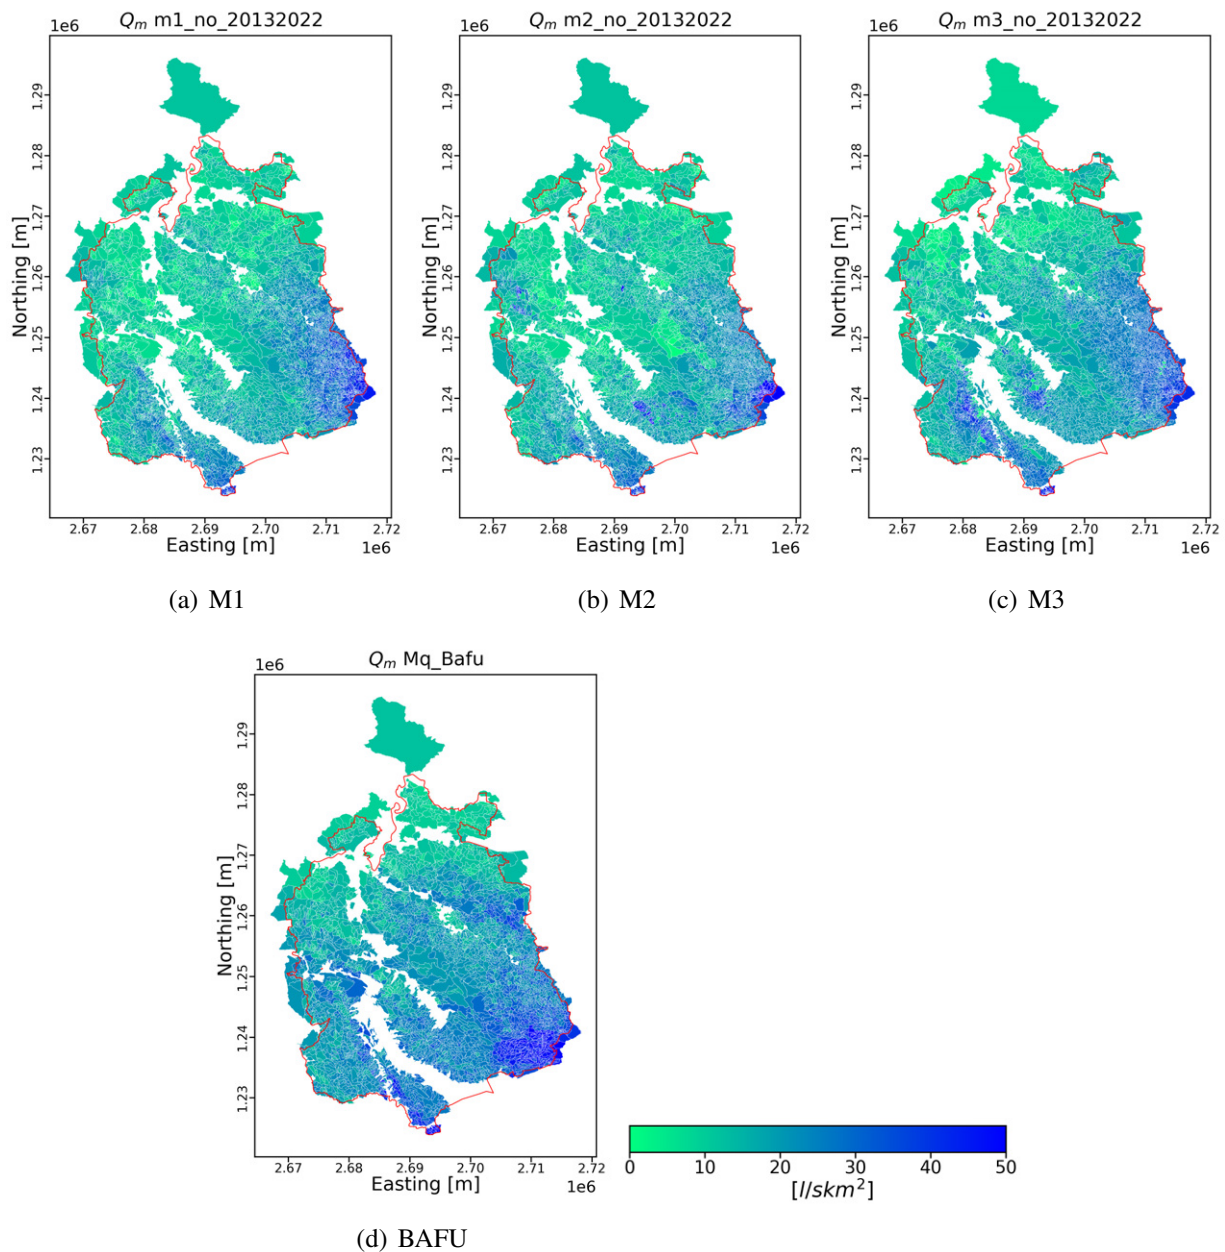 1e6 Qm m1_no_20132022
1.29
1.28
1.27
1.26
1.25
1.24
1.23
Northing [m]
2.67 2.68 2.69 2.70 2.71 2.72
Easting [m] 1e6
(a) M1
1e6 Qm m2_no_20132022
1.29
1.28
1.27
1.26
1.25
1.24
1.23
Northing [m]
2.67 2.68 2.69 2.70 2.71 2.72
Easting [m] 1e6
(b) M2
1e6 Qm m3_no_20132022
1.29
1.28
1.27
1.26
1.25
1.24
1.23
Northing [m]
2.67 2.68 2.69 2.70 2.71 2.72
Easting [m] 1e6
(c) M3
1e6 Qm Mq_Bafu
1.29
1.28
1.27
1.26
1.25
1.24
1.23
Northing [m]
2.67 2.68 2.69 2.70 2.71 2.72
Easting [m] 1e6
(d) BAFU
0 10 20 30 40 50
[l/skm²]